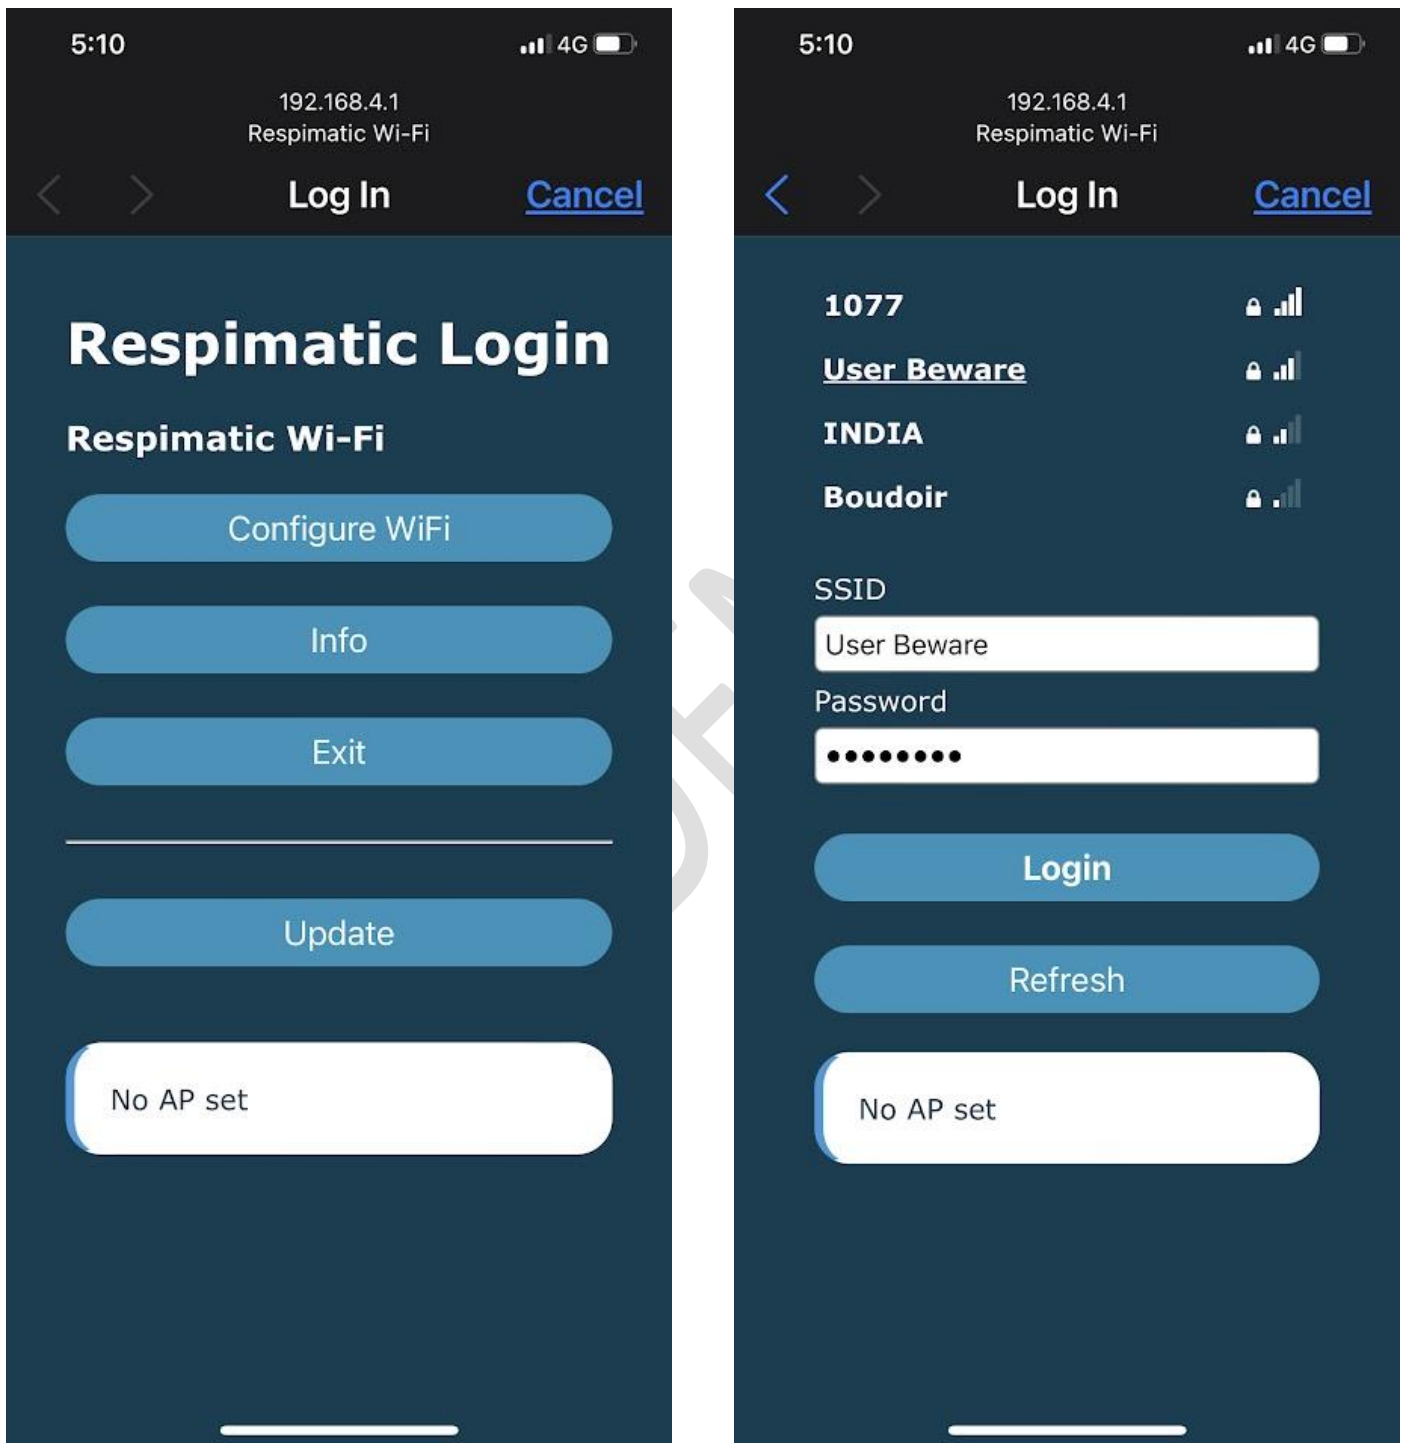 5:10
4G
192.168.4.1
Respimatic Wi-Fi
Log In
Cancel
Respimatic Login
Respimatic Wi-Fi
Configure WiFi
Info
Exit
Update
No AP set
5:10
4G
192.168.4.1
Respimatic Wi-Fi
Log In
Cancel
1077
User Beware
INDIA
Boudoir
SSID
User Beware
Password
Login
Refresh
No AP set